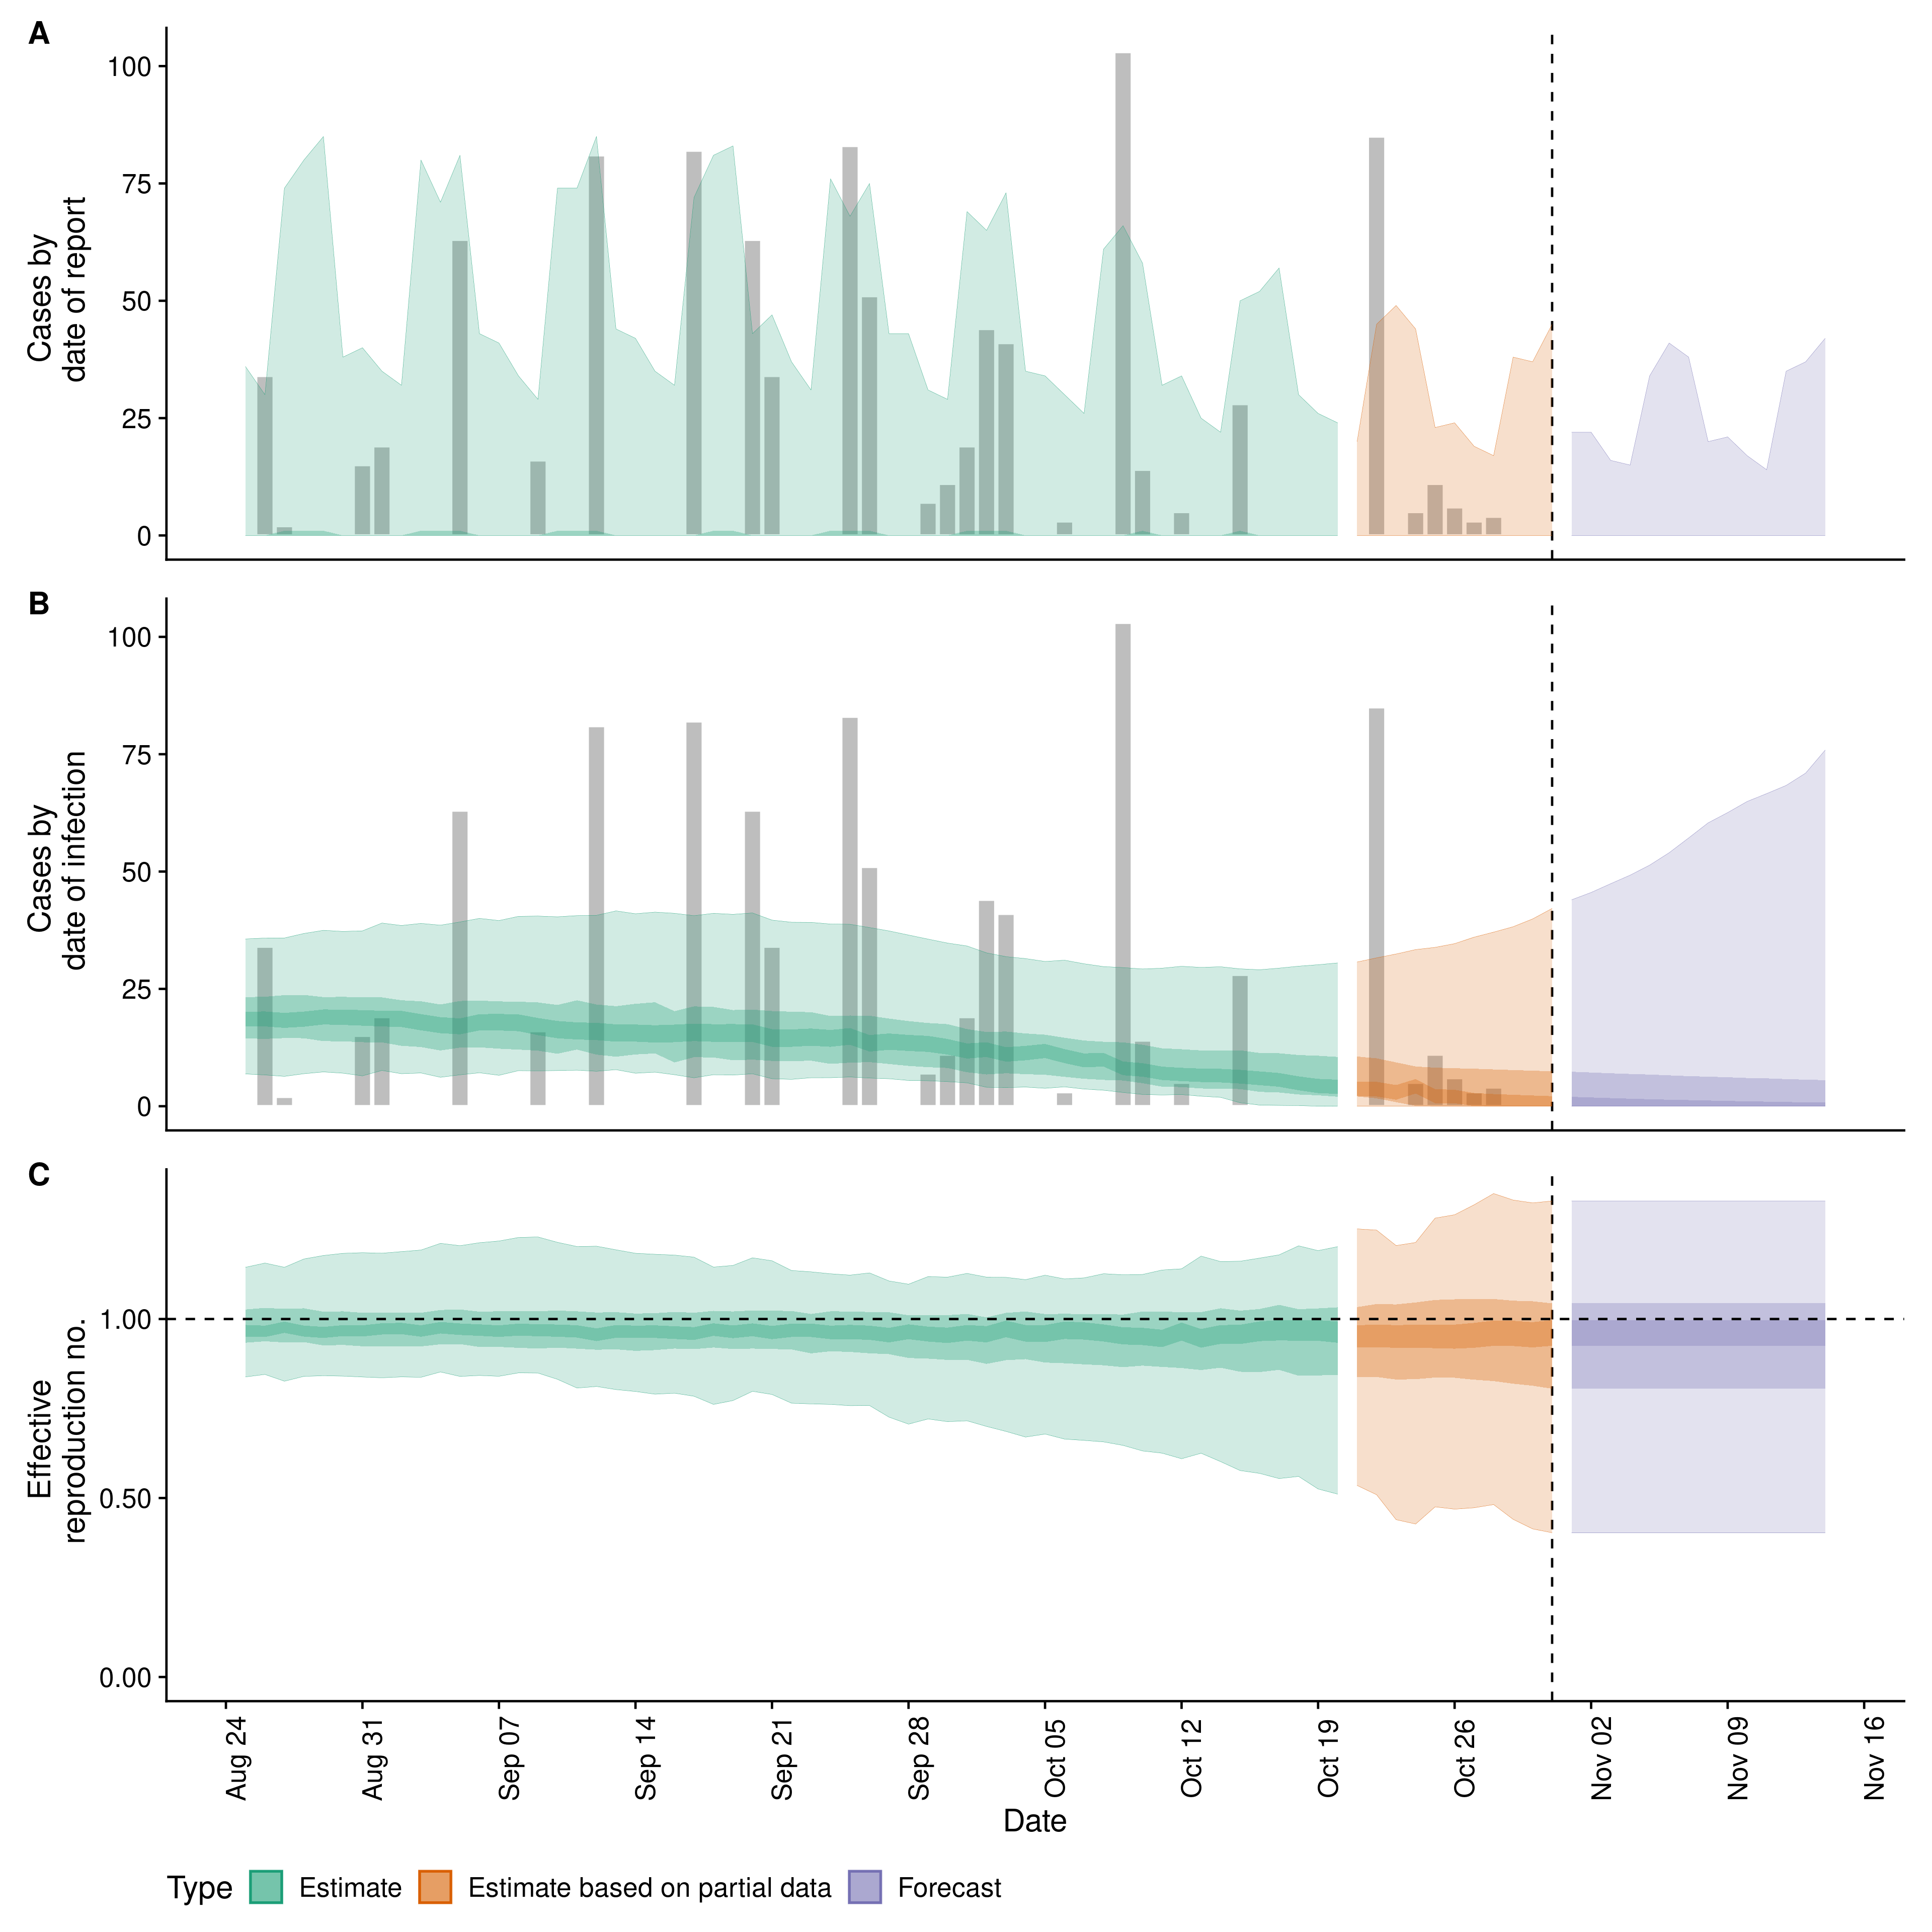 A
Cases by
date of report
100
75
50
25
0
B
Cases by
date of infection
100
75
50
25
0
C
Effective
reproduction no.
1.00
0.50
0.00
Aug 24
Aug 31
Sep 07
Sep 14
Sep 21
Sep 28
Oct 05
Oct 12
Oct 19
Oct 26
Nov 02
Nov 09
Nov 16
Date
Type Estimate Estimate based on partial data Forecast